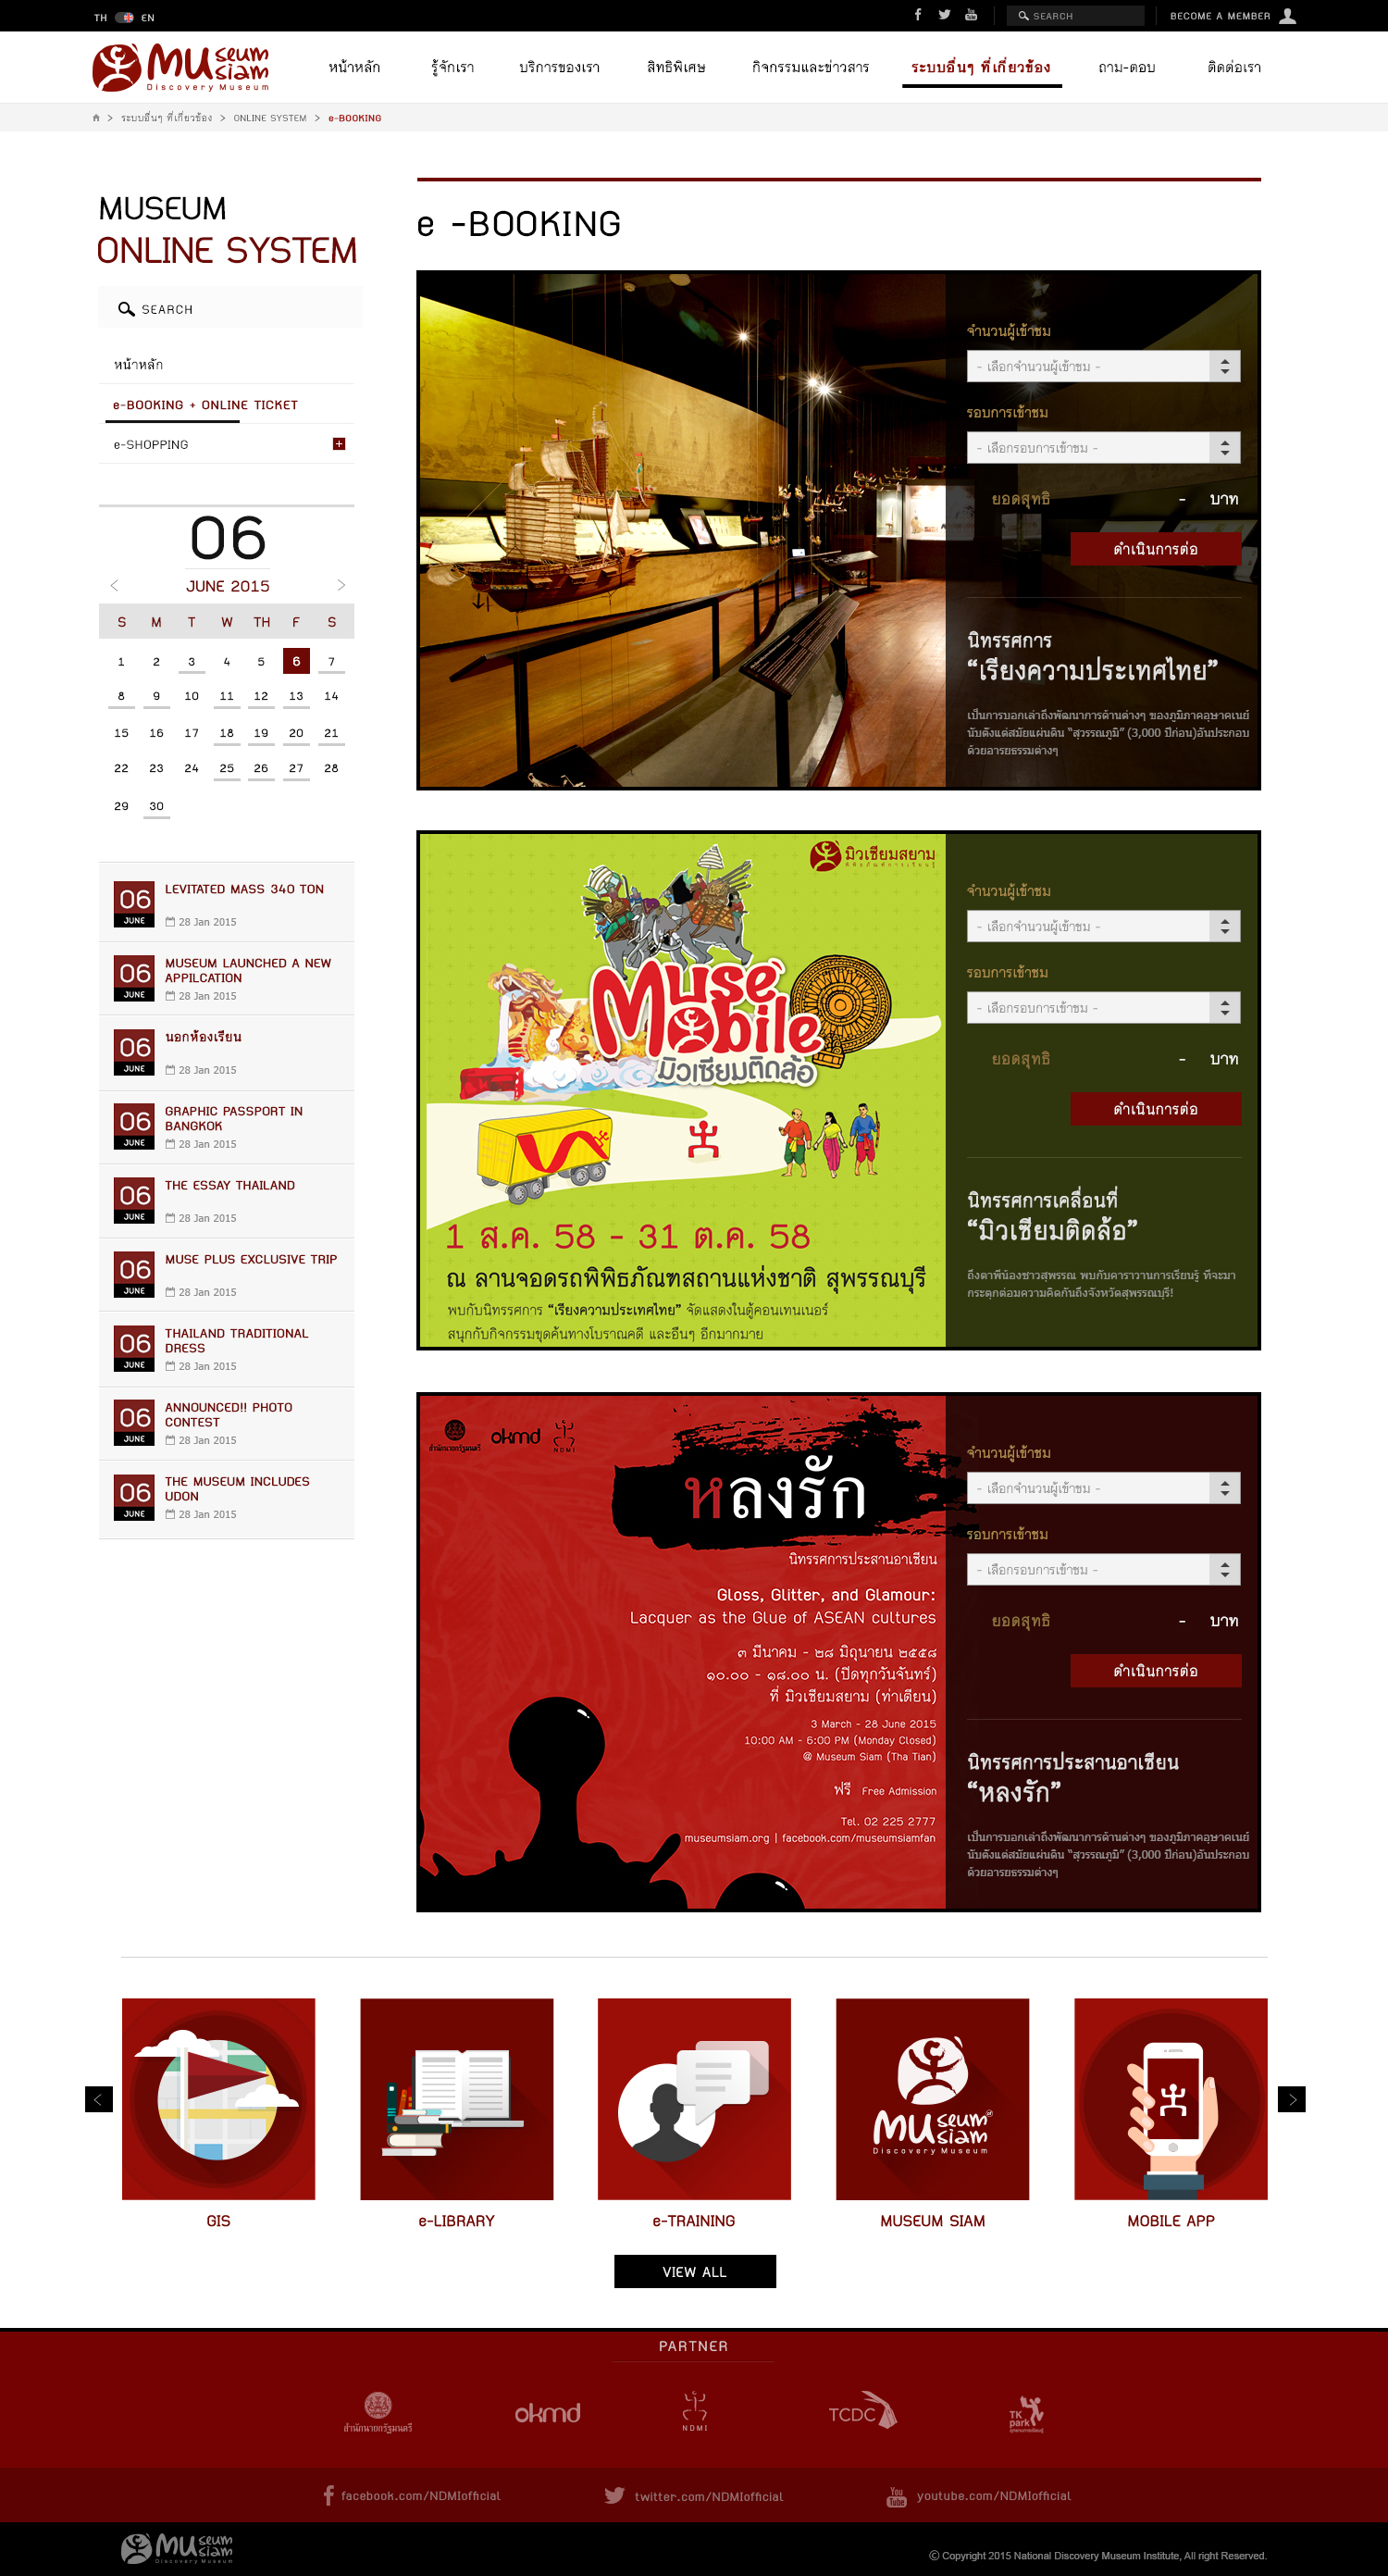 TH EN
SEARCH
BECOME A MEMBER
MUseum siam
Discovery Museum
หน้าหลัก
รู้จักเรา
บริการของเรา
สิทธิพิเศษ
กิจกรรมและข่าวสาร
ระบบอื่นๆ ที่เกี่ยวข้อง
ถาม-ตอบ
ติดต่อเรา
> ระบบอื่นๆ ที่เกี่ยวข้อง > ONLINE SYSTEM > e-BOOKING
MUSEUM
ONLINE SYSTEM
SEARCH
หน้าหลัก
e-BOOKING + ONLINE TICKET
e-SHOPPING
06
JUNE 2015
S M T W TH F S
1 2 3 4 5 6 7
8 9 10 11 12 13 14
15 16 17 18 19 20 21
22 23 24 25 26 27 28
29 30
06
JUNE
LEVITATED MASS 340 TON
28 Jan 2015
06
JUNE
MUSEUM LAUNCHED A NEW
APPILCATION
28 Jan 2015
06
JUNE
นอกห้องเรียน
28 Jan 2015
06
JUNE
GRAPHIC PASSPORT IN
BANGKOK
28 Jan 2015
06
JUNE
THE ESSAY THAILAND
28 Jan 2015
06
JUNE
MUSE PLUS EXCLUSIVE TRIP
28 Jan 2015
06
JUNE
THAILAND TRADITIONAL
DRESS
28 Jan 2015
06
JUNE
ANNOUNCED!! PHOTO
CONTEST
28 Jan 2015
06
JUNE
THE MUSEUM INCLUDES
UDON
28 Jan 2015
e -BOOKING
จำนวนผู้เข้าชม
- เลือกจำนวนผู้เข้าชม -
รอบการเข้าชม
- เลือกรอบการเข้าชม -
ยอดสุทธิ - บาท
ดำเนินการต่อ
นิทรรศการ
“เรียงความประเทศไทย”
เป็นการบอกเล่าถึงพัฒนาการด้านต่างๆ ของภูมิภาคอุษาคเนย์
นับตั้งแต่สมัยแผ่นดิน “สุวรรณภูมิ” (3,000 ปีก่อน)อันประกอบ
ด้วยอารยธรรมต่างๆ
มิวเซียมสยาม
พิพิธภัณฑ์การเรียนรู้
Muse Mobile
มิวเซียมติดล้อ
1 ส.ค. 58 - 31 ต.ค. 58
ณ ลานจอดรถพิพิธภัณฑสถานแห่งชาติ สุพรรณบุรี
พบกับนิทรรศการ “เรียงความประเทศไทย” จัดแสดงในตู้คอนเทนเนอร์
สนุกกับกิจกรรมขุดค้นทางโบราณคดี และอื่นๆ อีกมากมาย
จำนวนผู้เข้าชม
- เลือกจำนวนผู้เข้าชม -
รอบการเข้าชม
- เลือกรอบการเข้าชม -
ยอดสุทธิ - บาท
ดำเนินการต่อ
นิทรรศการเคลื่อนที่
“มิวเซียมติดล้อ”
ถึงตาพี่น้องชาวสุพรรณ พบกับคาราวานการเรียนรู้ ที่จะมา
กระตุกต่อมความคิดกันถึงจังหวัดสุพรรณบุรี!
สำนักนายกรัฐมนตรี
okmd
NDMI
หลงรัก
นิทรรศการประสานอาเซียน
Gloss, Glitter, and Glamour:
Lacquer as the Glue of ASEAN cultures
๓ มีนาคม - ๒๘ มิถุนายน ๒๕๕๘
๑๐.๐๐ - ๑๘.๐๐ น. (ปิดทุกวันจันทร์)
ที่ มิวเซียมสยาม (ท่าเตียน)
3 March - 28 June 2015
10:00 AM - 6:00 PM (Monday Closed)
@ Museum Siam (Tha Tian)
ฟรี Free Admission
Tel. 02 225 2777
museumsiam.org | facebook.com/museumsiamfan
จำนวนผู้เข้าชม
- เลือกจำนวนผู้เข้าชม -
รอบการเข้าชม
- เลือกรอบการเข้าชม -
ยอดสุทธิ - บาท
ดำเนินการต่อ
นิทรรศการประสานอาเซียน
“หลงรัก”
เป็นการบอกเล่าถึงพัฒนาการด้านต่างๆ ของภูมิภาคอุษาคเนย์
นับตั้งแต่สมัยแผ่นดิน “สุวรรณภูมิ” (3,000 ปีก่อน)อันประกอบ
ด้วยอารยธรรมต่างๆ
MUseum siam
Discovery Museum
GIS
e-LIBRARY
e-TRAINING
MUSEUM SIAM
MOBILE APP
VIEW ALL
PARTNER
สำนักนายกรัฐมนตรี
okmd
NDMI
TCDC
TK park
facebook.com/NDMIofficial
twitter.com/NDMIofficial
youtube.com/NDMIofficial
MUseum siam
Discovery Museum
© Copyright 2015 National Discovery Museum Institute, All right Reserved.